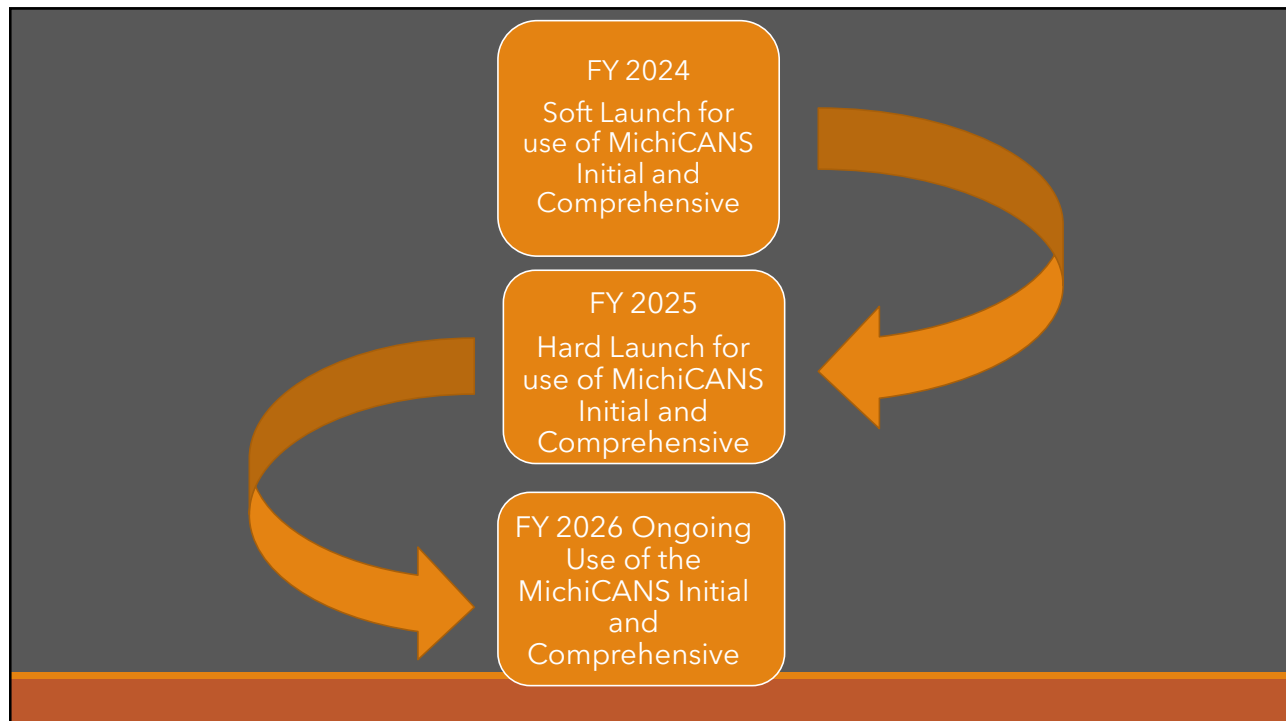 FY 2024
Soft Launch for
use of MichiCANS
Initial and
Comprehensive
FY 2025
Hard Launch for
use of MichiCANS
Initial and
Comprehensive
FY 2026 Ongoing
Use of the
MichiCANS Initial
and
Comprehensive